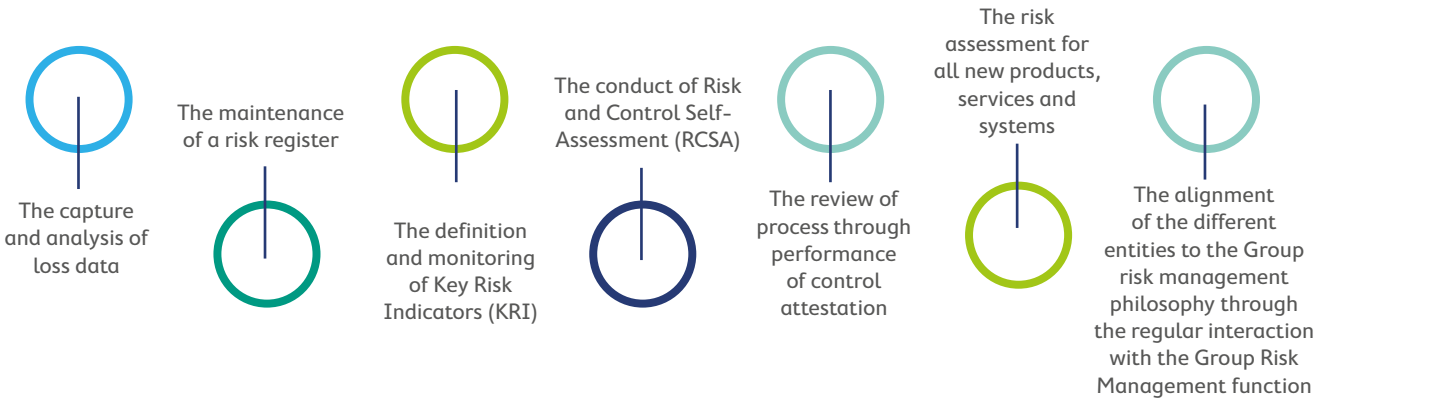 The capture
and analysis of
loss data
The maintenance
of a risk register
The definition
and monitoring
of Key Risk
Indicators (KRI)
The conduct of Risk
and Control Self-
Assessment (RCSA)
The review of
process through
performance
of control
attestation
The risk
assessment for
all new products,
services and
systems
The alignment
of the different
entities to the Group
risk management
philosophy through
the regular interaction
with the Group Risk
Management function